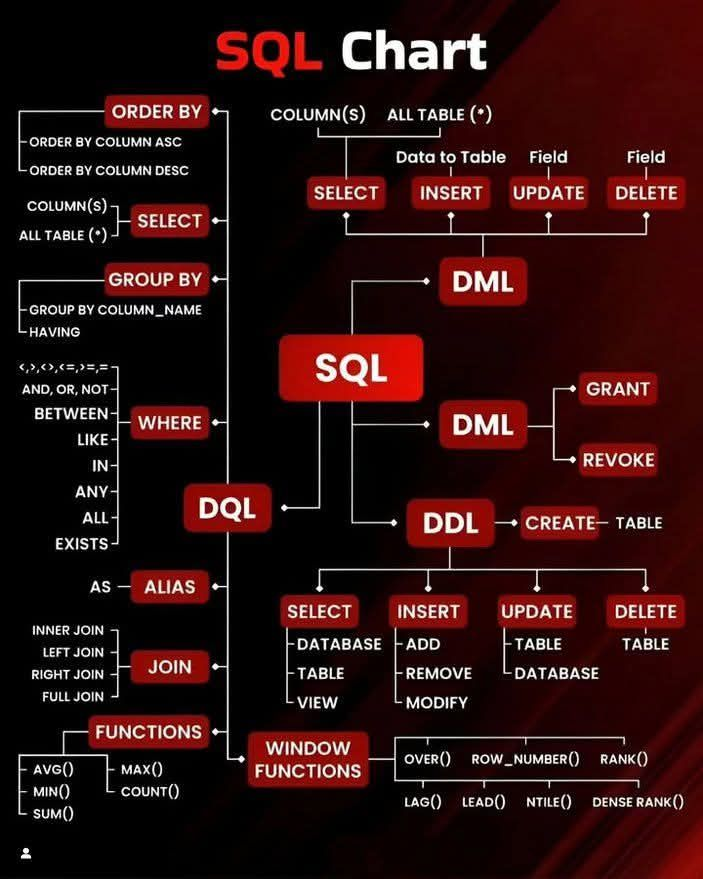 SQL Chart
ORDER BY
ORDER BY COLUMN ASC
ORDER BY COLUMN DESC
COLUMN(S)
ALL TABLE (*)
SELECT
GROUP BY
GROUP BY COLUMN_NAME
HAVING
<,>,<>,<=,>=,=
AND, OR, NOT
BETWEEN
LIKE
IN
ANY
ALL
EXISTS
WHERE
DQL
AS
ALIAS
INNER JOIN
LEFT JOIN
RIGHT JOIN
FULL JOIN
JOIN
FUNCTIONS
AVG()
MIN()
SUM()
MAX()
COUNT()
WINDOW
FUNCTIONS
OVER()
ROW_NUMBER()
RANK()
LAG()
LEAD()
NTILE()
DENSE RANK()
COLUMN(S)
ALL TABLE (*)
Data to Table
Field
Field
SELECT
INSERT
UPDATE
DELETE
DML
SQL
DML
GRANT
REVOKE
DDL
CREATE
TABLE
SELECT
DATABASE
TABLE
VIEW
INSERT
ADD
REMOVE
MODIFY
UPDATE
TABLE
DATABASE
DELETE
TABLE